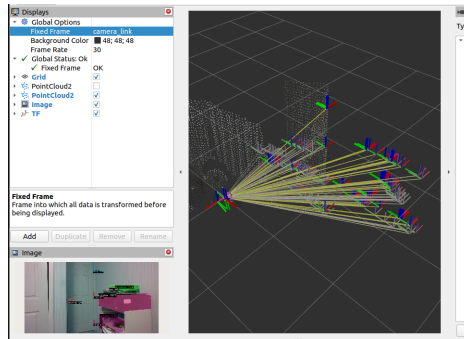 Displays
Global Options
Fixed Frame camera_link
Background Color 48; 48; 48
Frame Rate 30
Global Status: Ok
Fixed Frame OK
Grid
PointCloud2
PointCloud2
Image
TF
Fixed Frame
Frame into which all data is transformed before
being displayed.
Add Duplicate Remove Rename
Image
Ty